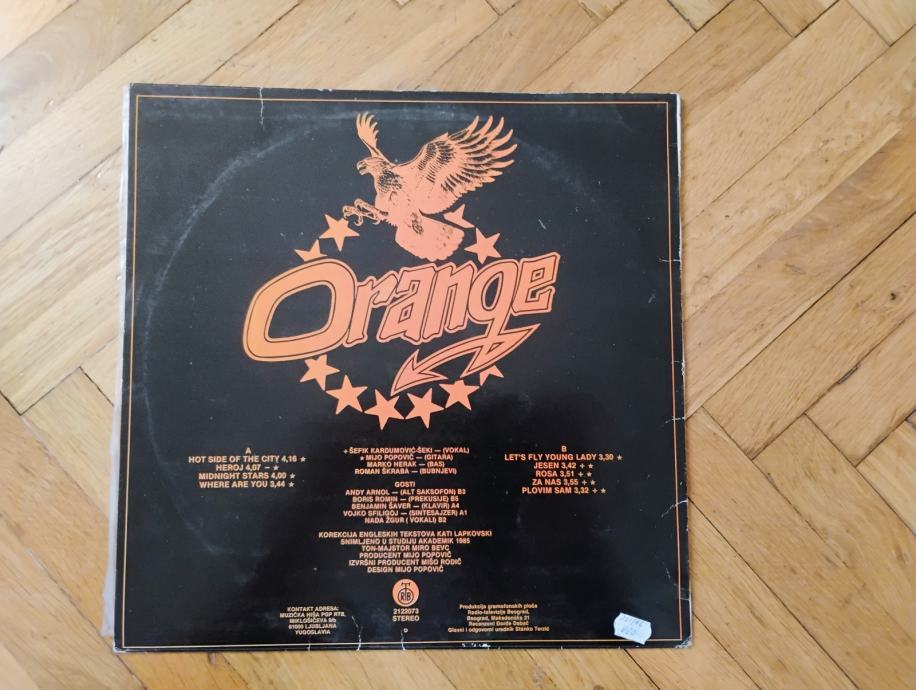 Orange
A
HOT SIDE OF THE CITY 4,16 ★
HEROJ 4,07 – ★
MIDNIGHT STARS 4,00 ★
WHERE ARE YOU 3,44 ★
+ ŠEFIK KARDUMOVIĆ-ŠEKI — (VOKAL)
★ MIJO POPOVIČ — (GITARA)
MARKO HERAK — (BAS)
ROMAN ŠKRABA — (BUBNJEVI)
GOSTI
ANDY ARNOL — (ALT SAKSOFON) B3
BORIS ROMIN — (PREKUSIJE) B5
BENJAMIN ŠAVER — (KLAVIR) A4
VOJKO SFILIGOJ — (SINTESAJZER) A1
NADA ŽGUR ( VOKALI) B2
B
LET'S FLY YOUNG LADY 3,30 ★
JESEN 3,42 + ★
ROSA 3,51 + ★
ZA NAS 3,55 + ★
PLOVIM SAM 3,32 + ★
KOREKCIJA ENGLESKIH TEKSTOVA KATI LAPKOVSKI
SNIMLJENO U STUDIJU AKADEMIK 1985
TON-MAJSTOR MIRO BEVC
PRODUCENT MIJO POPOVIČ
IZVRŠNI PRODUCENT MIŠO RODIČ
DESIGN MIJO POPOVIČ
RTB
2122073
STEREO
KONTAKT ADRESA:
MUZIČKA HIŠA PGP RTB,
MIKLOŠIČEVA 9/b
61000 LJUBLJANA
YUGOSLAVIA
Produkcija gramofonskih ploča
Radio-televizije Beograd,
Beograd, Makedonska 21
Recenzent Đorđe Debač
Glavni i odgovorni urednik Stanko Terzić